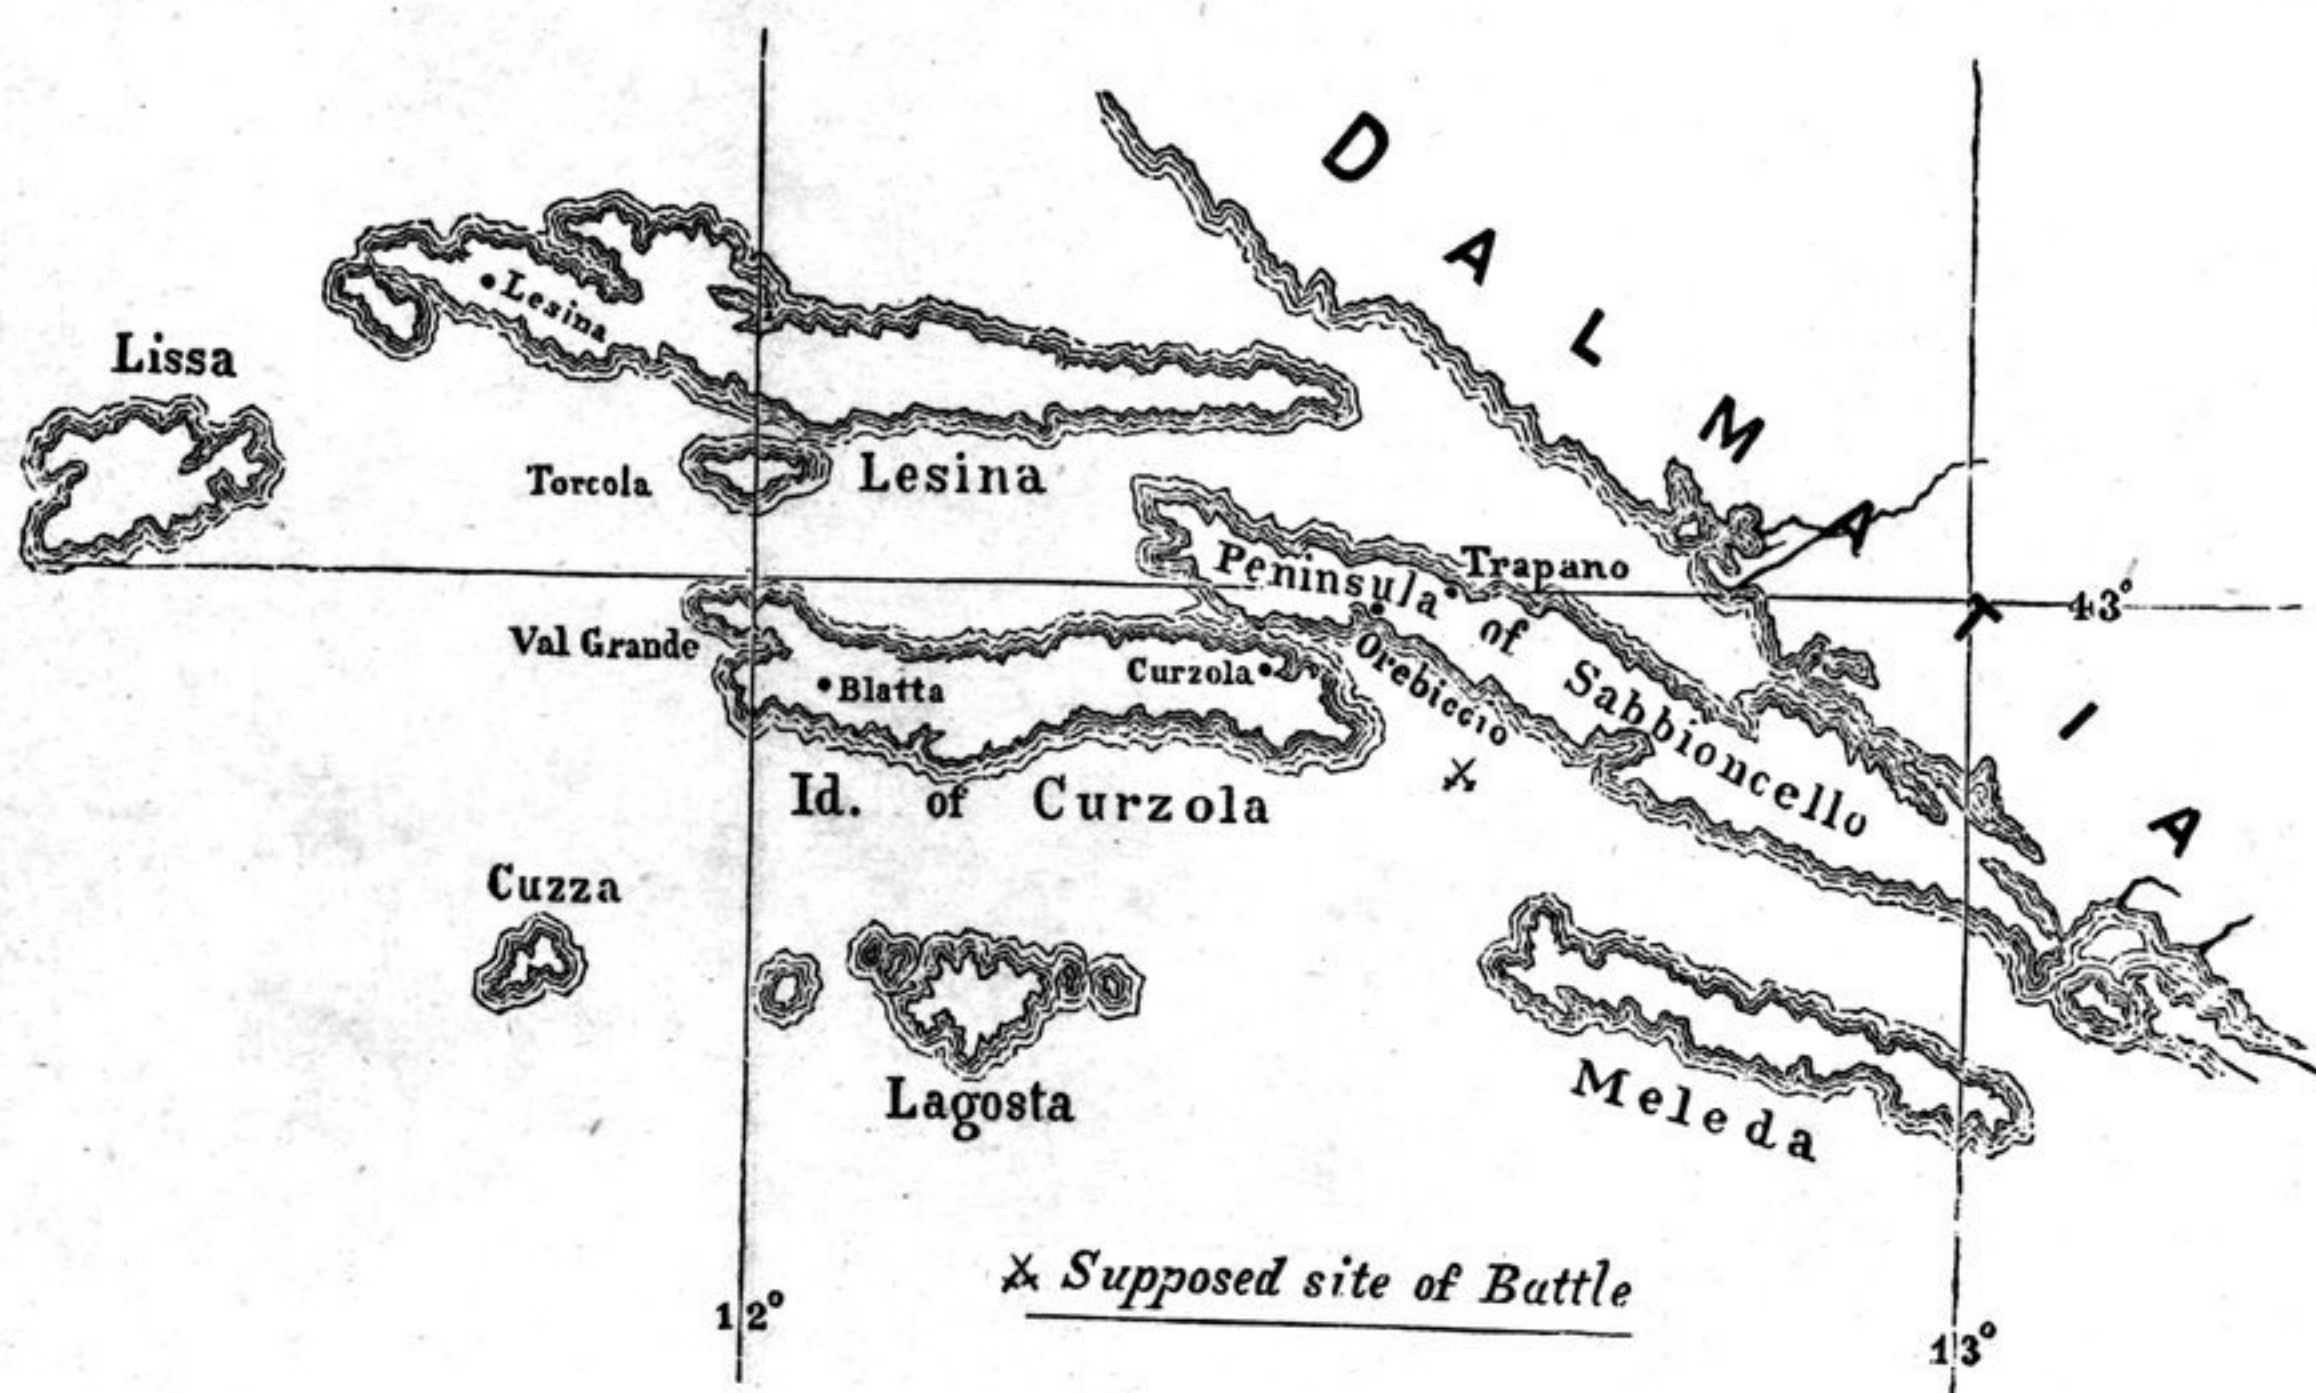 DALMATIA
Lesina
Lissa
Torcola
Lesina
Peninsula of Sabbioncello
Trapano
43°
Val Grande
Orebiccio
Curzola
Blatta
Id. of Curzola
Cuzza
Lagosta
Meleda
Supposed site of Battle
12°
13°